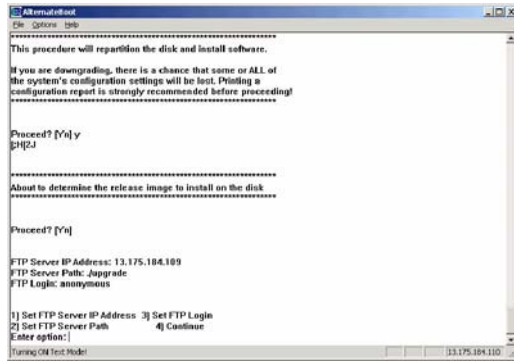 AlternateBoot
File Options Help
****************************************************************
This procedure will repartition the disk and install software.
If you are downgrading, there is a chance that some or ALL of
the system's configuration settings will be lost. Printing a
configuration report is strongly recommended before proceeding!
****************************************************************
Proceed? [Yn] y
[;H[2J
****************************************************************
About to determine the release image to install on the disk
****************************************************************
Proceed? [Yn]
FTP Server IP Address: 13.175.184.109
FTP Server Path: ./upgrade
FTP Login: anonymous
1) Set FTP Server IP Address 3) Set FTP Login
2) Set FTP Server Path 4) Continue
Enter option:
Turning ON Text Mode! 13.175.184.110